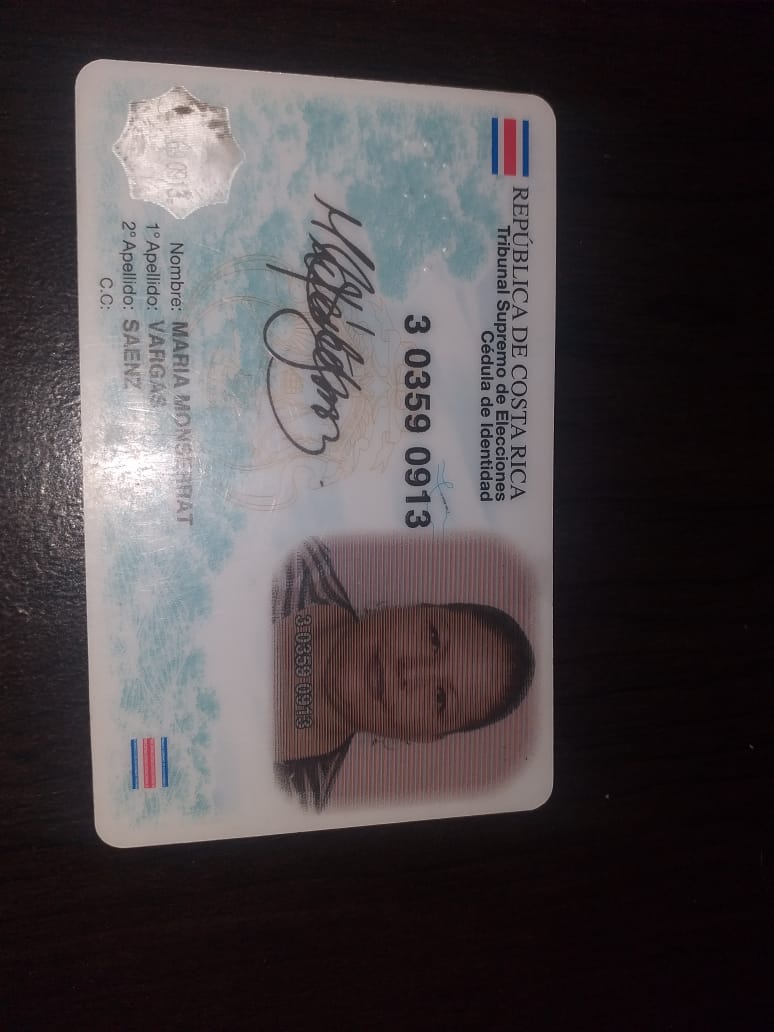 REPÚBLICA DE COSTA RICA
Tribunal Supremo de Elecciones
Cédula de Identidad
3 0359 0913
3 0359 0913
Nombre: MARIA MONSERRAT
1° Apellido: VARGAS
2° Apellido: SAENZ
C.C: